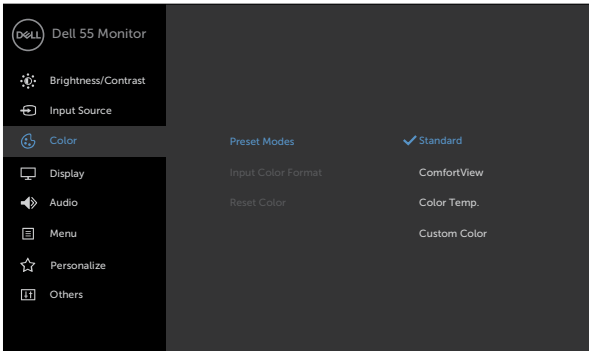 DELL Dell 55 Monitor
Brightness/Contrast
Input Source
Color
Preset Modes
Standard
Display
Input Color Format
ComfortView
Audio
Reset Color
Color Temp.
Menu
Custom Color
Personalize
Others